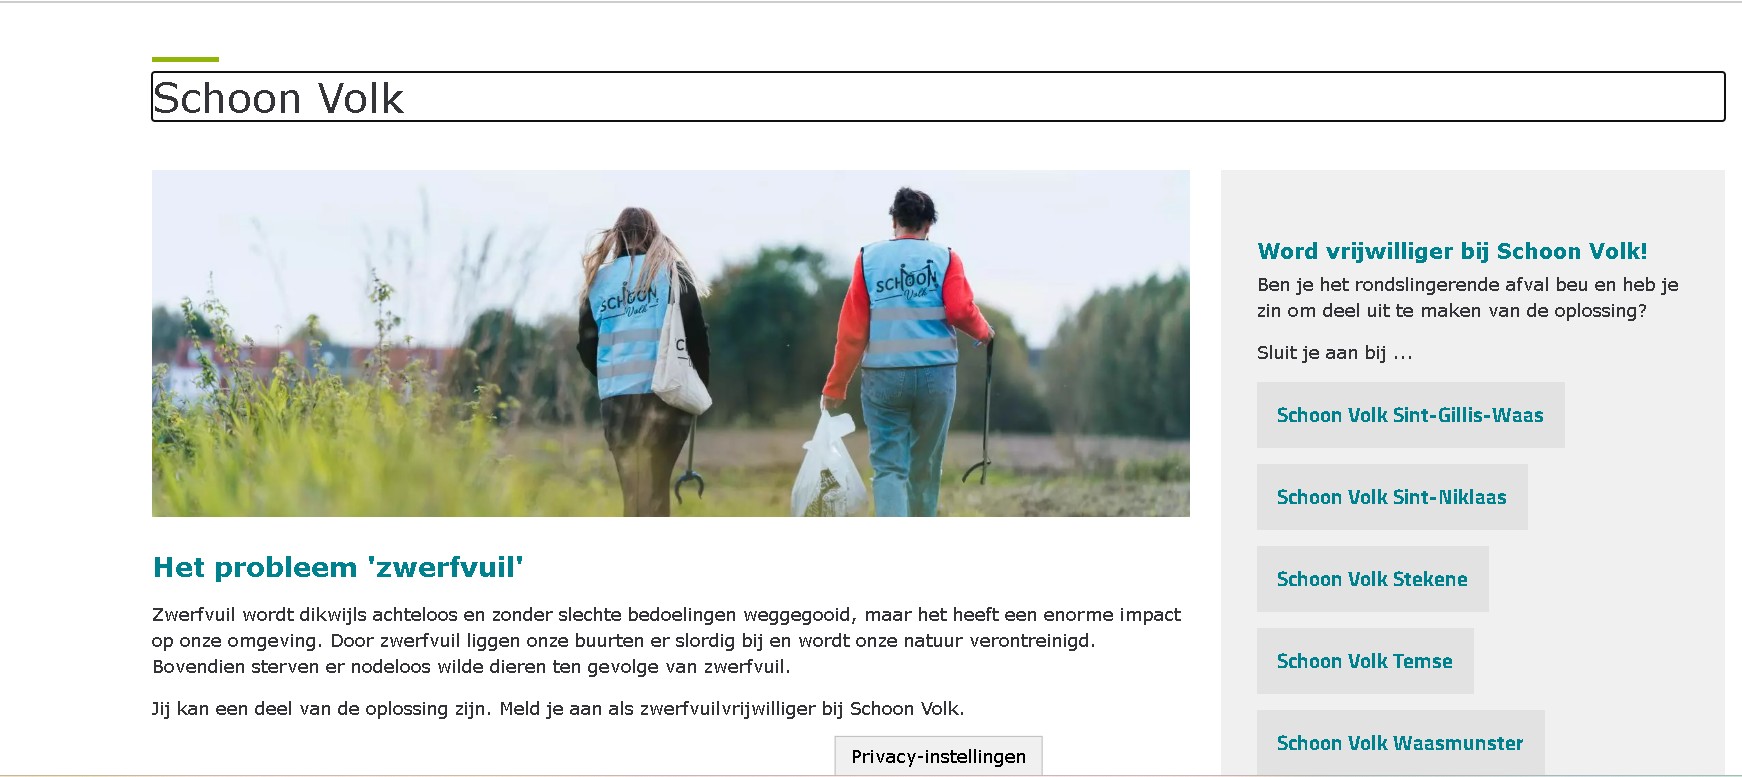 Schoon Volk
SCHOON
Volk
SCHOON
Volk
Word vrijwilliger bij Schoon Volk!
Ben je het rondslingerende afval beu en heb je
zin om deel uit te maken van de oplossing?
Sluit je aan bij ...
Schoon Volk Sint-Gillis-Waas
Schoon Volk Sint-Niklaas
Schoon Volk Stekene
Schoon Volk Temse
Schoon Volk Waasmunster
Het probleem 'zwerfvuil'
Zwerfvuil wordt dikwijls achteloos en zonder slechte bedoelingen weggegooid, maar het heeft een enorme impact
op onze omgeving. Door zwerfvuil liggen onze buurten er slordig bij en wordt onze natuur verontreinigd.
Bovendien sterven er nodeloos wilde dieren ten gevolge van zwerfvuil.
Jij kan een deel van de oplossing zijn. Meld je aan als zwerfvuilvrijwilliger bij Schoon Volk.
Privacy-instellingen